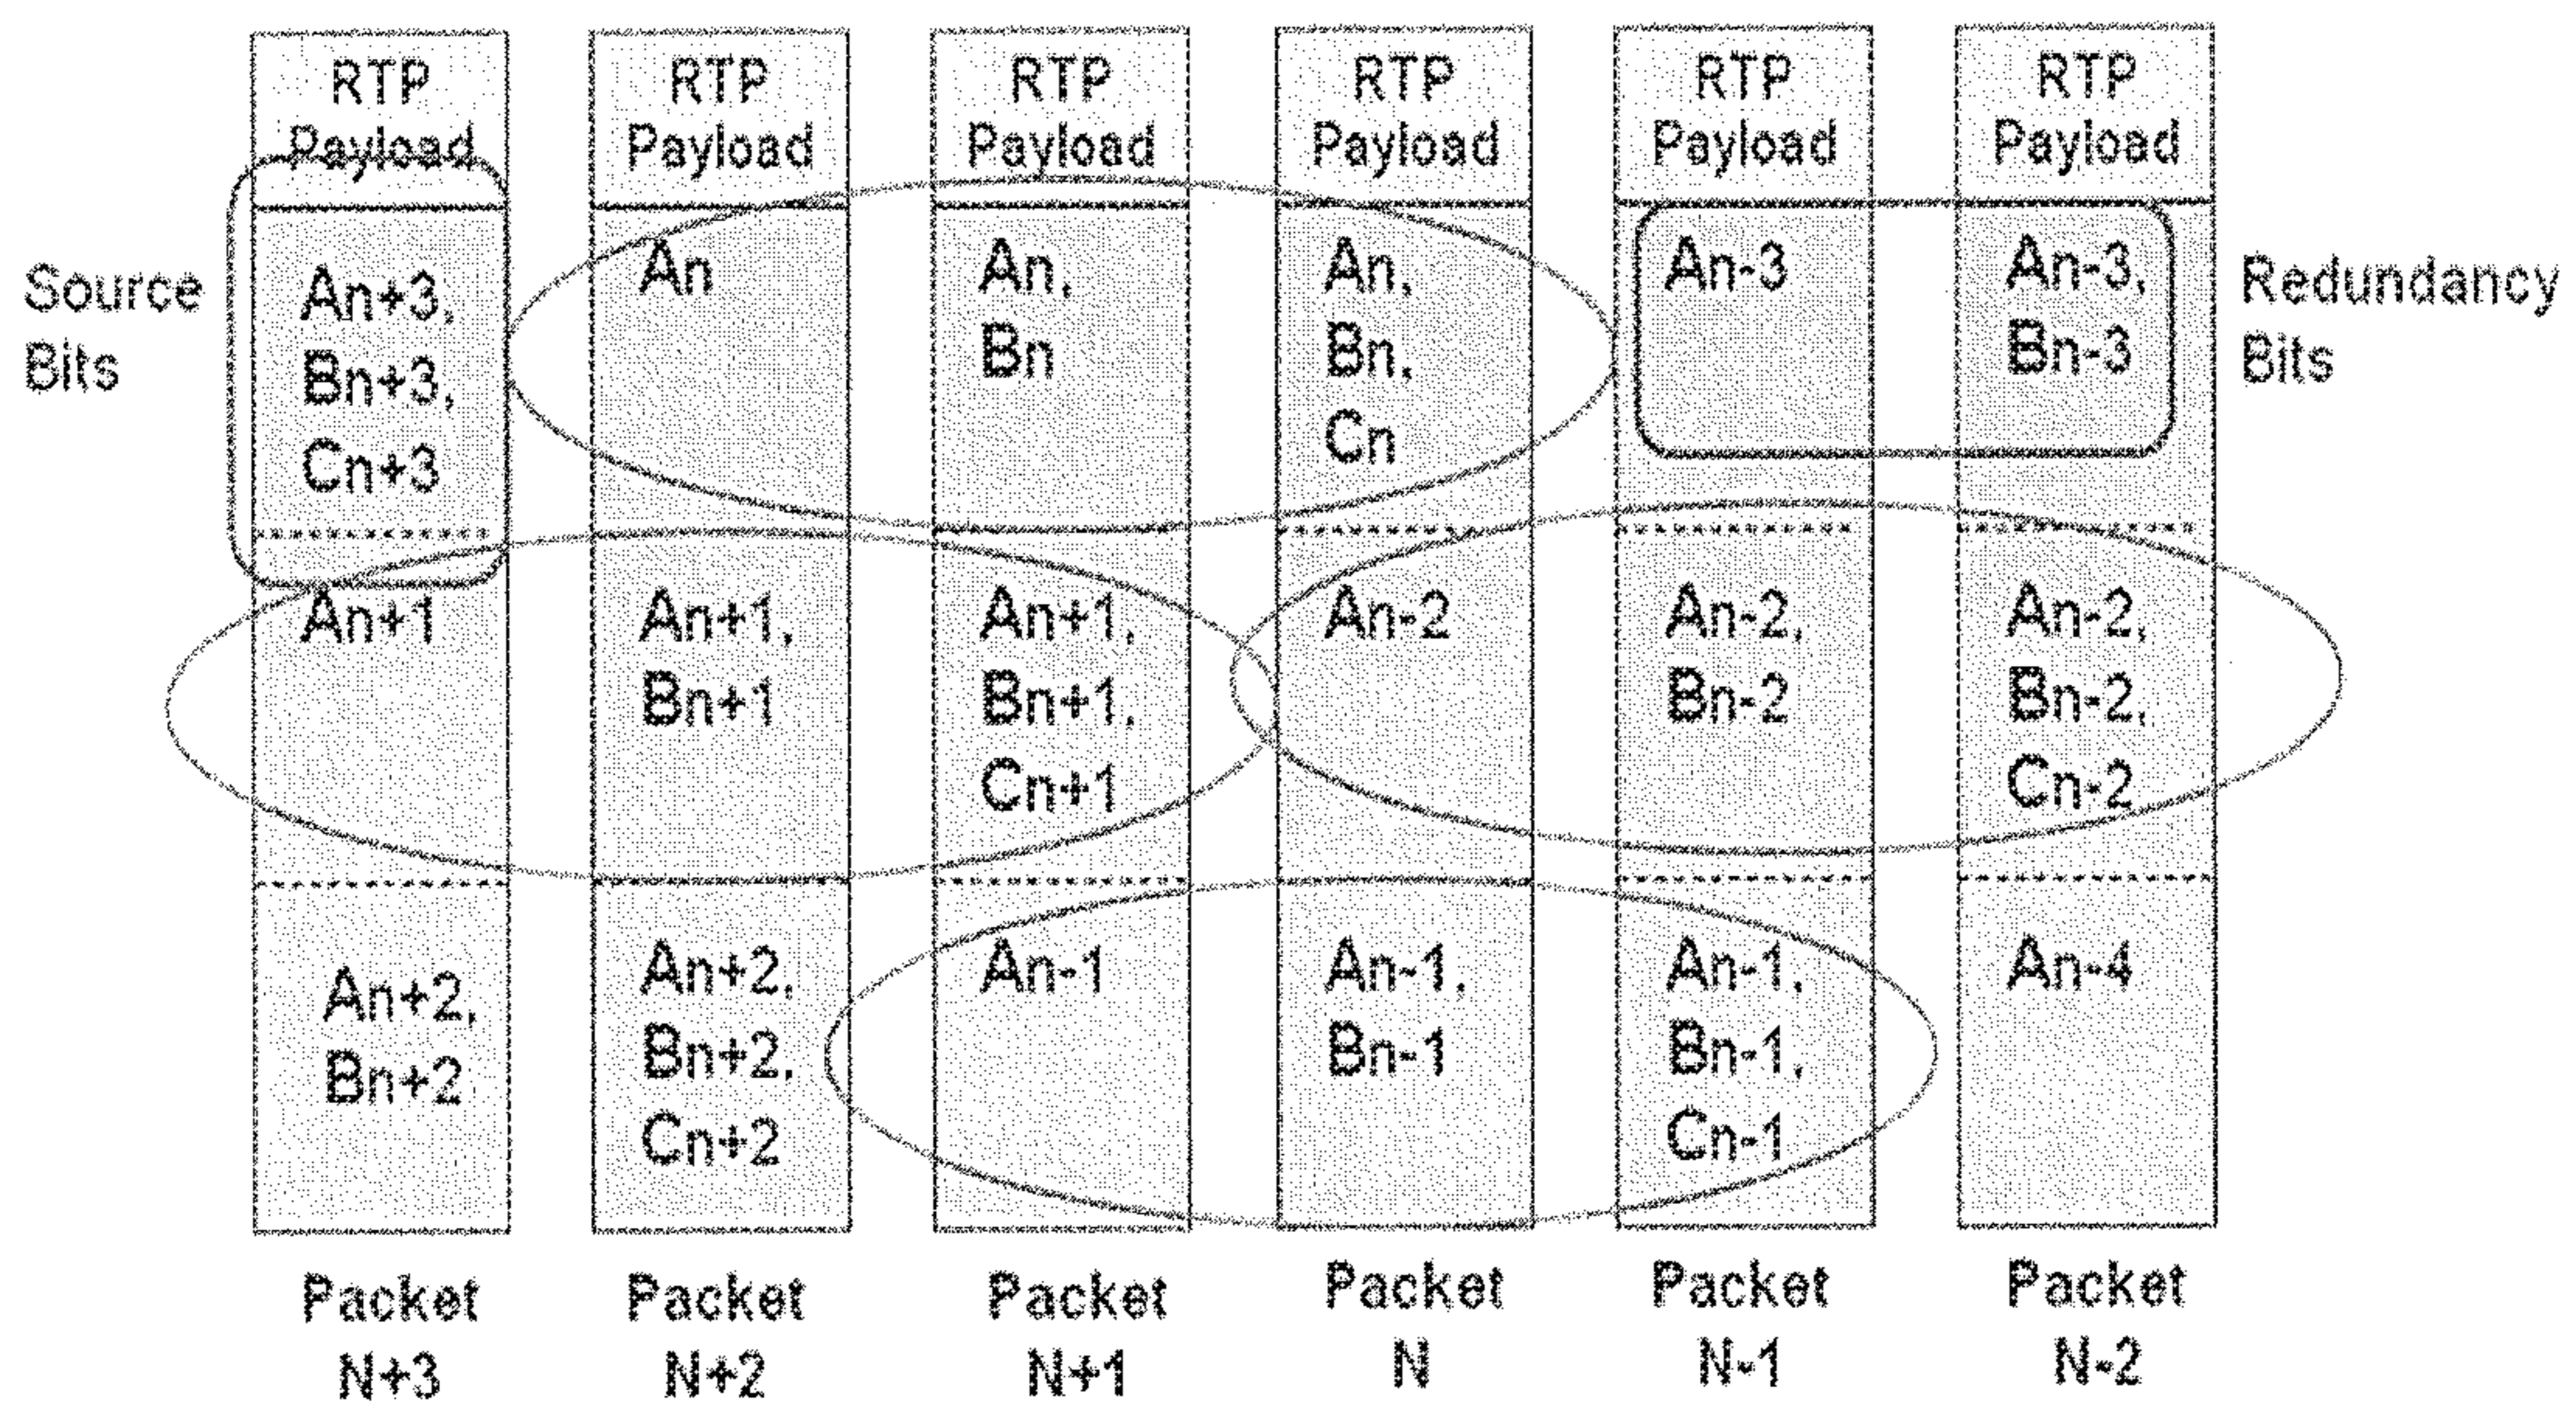 RTP
Payload
RTP
Payload
RTP
Payload
RTP
Payload
RTP
Payload
RTP
Payload
Source
Bits
An+3,
Bn+3,
Cn+3
An
An,
Bn
An,
Bn,
Cn
An-3
An-3,
Bn-3
Redundancy
Bits
An+1
An+1,
Bn+1
An+1,
Bn+1,
Cn+1
An-2
An-2,
Bn-2
An-2,
Bn-2,
Cn-2
An+2,
Bn+2
An+2,
Bn+2,
Cn+2
An-1
An-1,
Bn-1
An-1,
Bn-1,
Cn-1
An-4
Packet
N+3
Packet
N+2
Packet
N+1
Packet
N
Packet
N-1
Packet
N-2